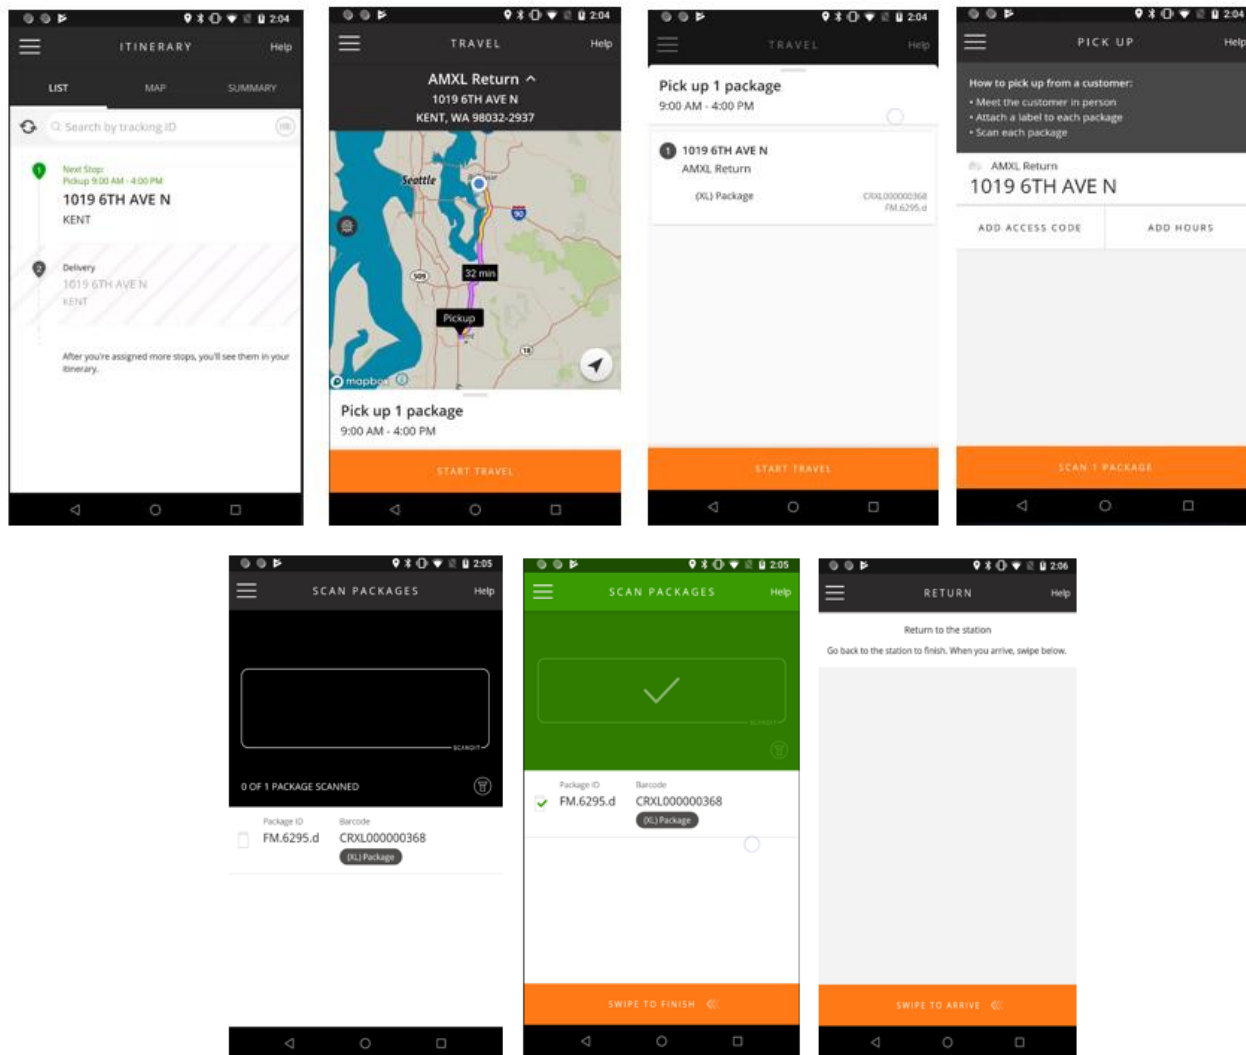 2:04
ITINERARY
Help
LIST
MAP
SUMMARY
Search by tracking ID
1
Next Stop:
Pickup 9:00 AM - 4:00 PM
1019 6TH AVE N
KENT
2
Delivery
1019 6TH AVE N
KENT
After you're assigned more stops, you'll see them in your
itinerary.
2:04
TRAVEL
Help
AMXL Return
1019 6TH AVE N
KENT, WA 98032-2937
Seattle
90
509
32 min
Pickup
18
mapbox
Pick up 1 package
9:00 AM - 4:00 PM
START TRAVEL
2:04
TRAVEL
Help
Pick up 1 package
9:00 AM - 4:00 PM
1 1019 6TH AVE N
AMXL Return
(XL) Package
CRXL000000368
FM.6295.d
START TRAVEL
2:04
PICK UP
Help
How to pick up from a customer:
• Meet the customer in person
• Attach a label to each package
• Scan each package
AMXL Return
1019 6TH AVE N
ADD ACCESS CODE
ADD HOURS
SCAN 1 PACKAGE
2:05
SCAN PACKAGES
Help
SCANDIT
0 OF 1 PACKAGE SCANNED
Package ID
Barcode
FM.6295.d
CRXL000000368
(XL) Package
2:05
SCAN PACKAGES
Help
SCANDIT
Package ID
Barcode
FM.6295.d
CRXL000000368
(XL) Package
SWIPE TO FINISH
2:06
RETURN
Help
Return to the station
Go back to the station to finish. When you arrive, swipe below.
SWIPE TO ARRIVE